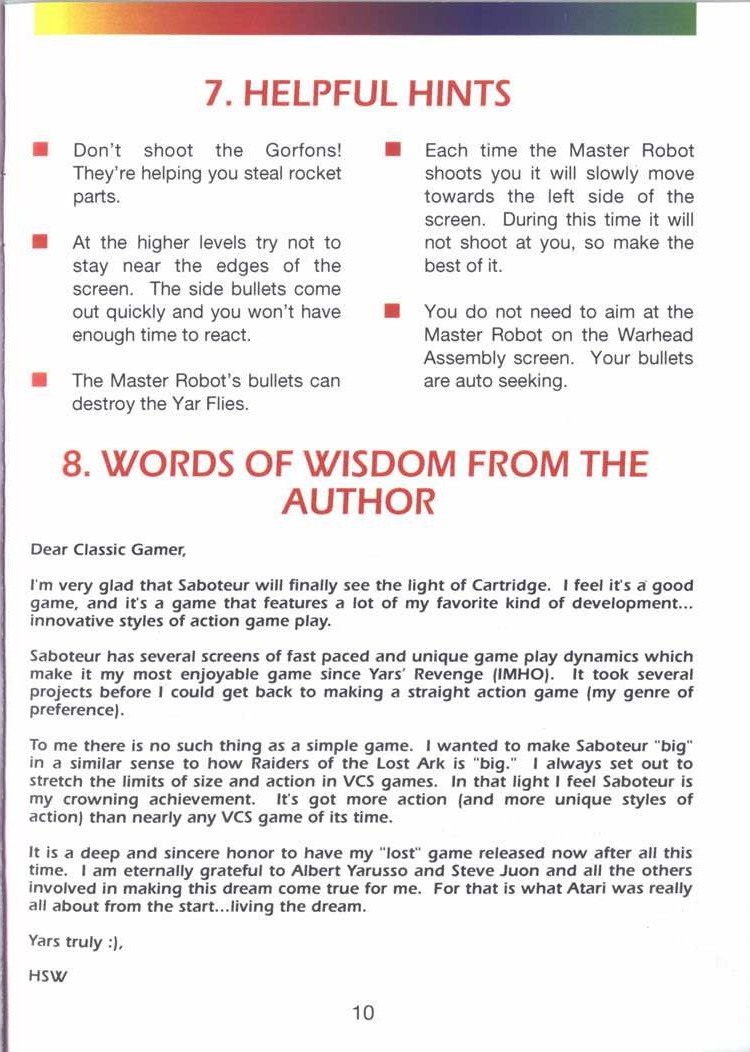 7. HELPFUL HINTS
Don't shoot the Gorfons!
They're helping you steal rocket
parts.
At the higher levels try not to
stay near the edges of the
screen. The side bullets come
out quickly and you won't have
enough time to react.
The Master Robot's bullets can
destroy the Yar Flies.
Each time the Master Robot
shoots you it will slowly move
towards the left side of the
screen. During this time it will
not shoot at you, so make the
best of it.
You do not need to aim at the
Master Robot on the Warhead
Assembly screen. Your bullets
are auto seeking.
8. WORDS OF WISDOM FROM THE
AUTHOR
Dear Classic Gamer,
I'm very glad that Saboteur will finally see the light of Cartridge. I feel it's a good
game, and it's a game that features a lot of my favorite kind of development...
innovative styles of action game play.
Saboteur has several screens of fast paced and unique game play dynamics which
make it my most enjoyable game since Yars' Revenge (IMHO). It took several
projects before I could get back to making a straight action game (my genre of
preference).
To me there is no such thing as a simple game. I wanted to make Saboteur "big"
in a similar sense to how Raiders of the Lost Ark is "big." I always set out to
stretch the limits of size and action in VCS games. In that light I feel Saboteur is
my crowning achievement. It's got more action (and more unique styles of
action) than nearly any VCS game of its time.
It is a deep and sincere honor to have my "lost" game released now after all this
time. I am eternally grateful to Albert Yarusso and Steve Juon and all the others
involved in making this dream come true for me. For that is what Atari was really
all about from the start...living the dream.
Yars truly :),
HSW
10